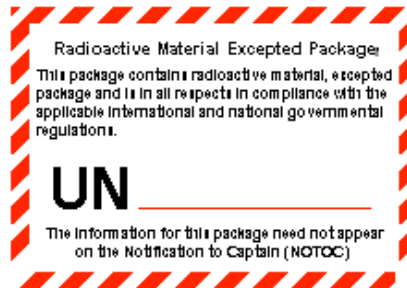 Radioactive Material Excepted Package
This package contains radioactive material, excepted
package and is in all respects in compliance with the
applicable international and national governmental
regulations.
UN
The information for this package need not appear
on the Notification to Captain (NOTOC)